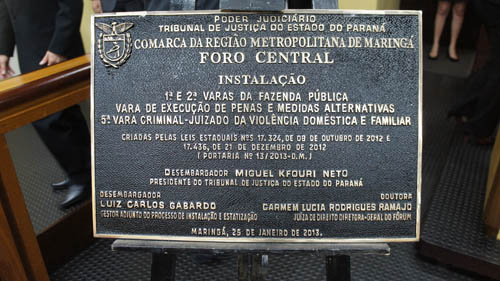 PODER JUDICIÁRIO
TRIBUNAL DE JUSTIÇA DO ESTADO DO PARANÁ
COMARCA DA REGIÃO METROPOLITANA DE MARINGÁ
FORO CENTRAL
INSTALAÇÃO
1ª E 2ª VARAS DA FAZENDA PÚBLICA
VARA DE EXECUÇÃO DE PENAS E MEDIDAS ALTERNATIVAS
5ª VARA CRIMINAL-JUIZADO DA VIOLÊNCIA DOMÉSTICA E FAMILIAR
CRIADAS PELAS LEIS ESTADUAIS NºS 17.324, DE 08 DE OUTUBRO DE 2012 E
17.436, DE 21 DE DEZEMBRO DE 2012
( PORTARIA Nº 13/2013-D.M.)
DESEMBARGADOR MIGUEL KFOURI NETO
PRESIDENTE DO TRIBUNAL DE JUSTIÇA DO ESTADO DO PARANÁ
DESEMBARGADOR DOUTORA
LUIZ CARLOS GABARDO CARMEM LUCIA RODRIGUES RAMAJO
GESTOR ADJUNTO DO PROCESSO DE INSTALAÇÃO E ESTATIZAÇÃO JUÍZA DE DIREITO DIRETORA-GERAL DO FÓRUM
MARINGÁ, 25 DE JANEIRO DE 2013.